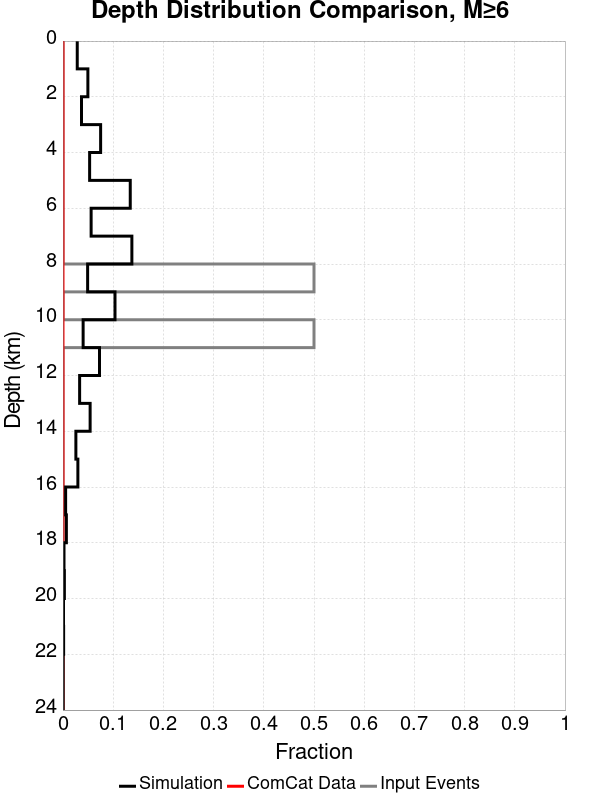 Depth Distribution Comparison, M≥6
0
2
4
6
8
10
12
14
16
18
20
22
24
Depth (km)
0 0.1 0.2 0.3 0.4 0.5 0.6 0.7 0.8 0.9 1
Fraction
Simulation ComCat Data Input Events